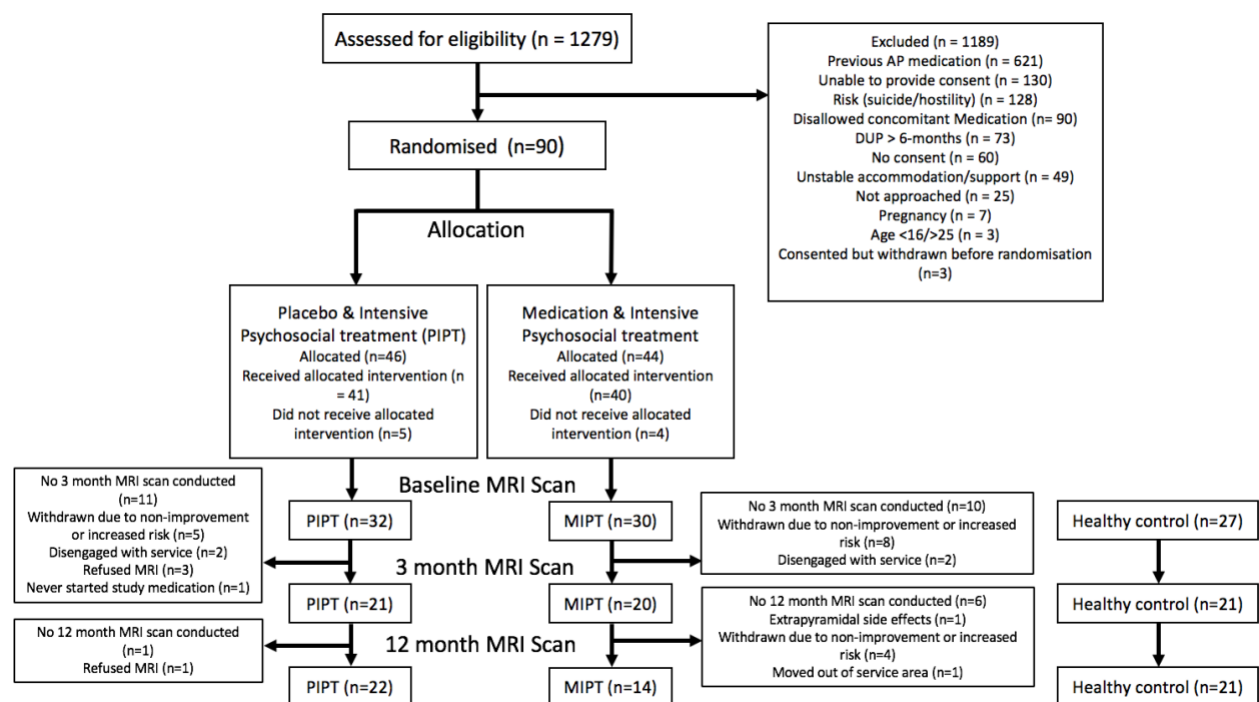 Assessed for eligibility (n = 1279)
Excluded (n = 1189)
Previous AP medication (n = 621)
Unable to provide consent (n = 130)
Risk (suicide/hostility) (n = 128)
Disallowed concomitant Medication (n= 90)
DUP > 6-months (n = 73)
No consent (n = 60)
Unstable accommodation/support (n = 49)
Not approached (n = 25)
Pregnancy (n = 7)
Age <16/>25 (n = 3)
Consented but withdrawn before randomisation
(n=3)
Randomised  (n=90)
Allocation
Placebo & Intensive
Psychosocial treatment (PIPT)
Allocated (n=46)
Received allocated intervention (n
= 41)
Did not receive allocated
intervention (n=5)
Medication & Intensive
Psychosocial treatment
Allocated (n=44)
Received allocated intervention
(n=40)
Did not receive allocated
intervention (n=4)
Baseline MRI Scan
No 3 month MRI scan conducted
(n=11)
Withdrawn due to non-improvement
or increased risk (n=5)
Disengaged with service (n=2)
Refused MRI (n=3)
Never started study medication (n=1)
PIPT (n=32)
MIPT (n=30)
No 3 month MRI scan conducted (n=10)
Withdrawn due to non-improvement or increased
risk (n=8)
Disengaged with service (n=2)
Healthy control (n=27)
3 month MRI Scan
PIPT (n=21)
MIPT (n=20)
Healthy control (n=21)
No 12 month MRI scan conducted
(n=1)
Refused MRI (n=1)
No 12 month MRI scan conducted (n=6)
Extrapyramidal side effects (n=1)
Withdrawn due to non-improvement or increased
risk (n=4)
Moved out of service area (n=1)
12 month MRI Scan
PIPT (n=22)
MIPT (n=14)
Healthy control (n=21)